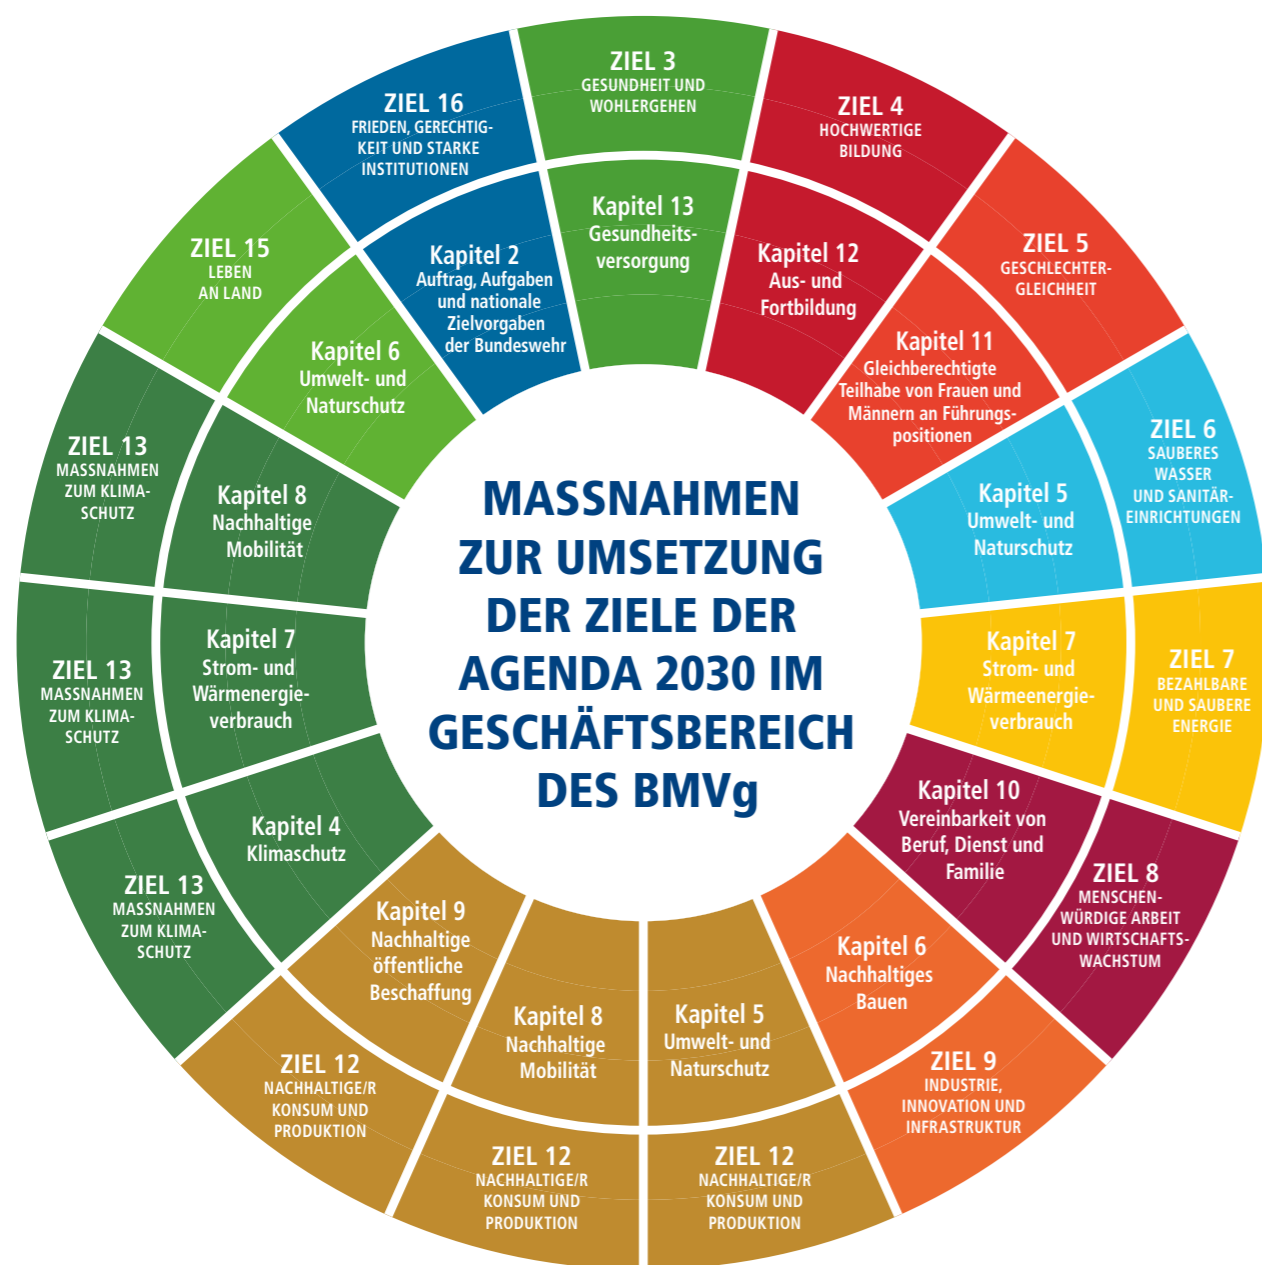 MASSNAHMEN
ZUR UMSETZUNG
DER ZIELE DER
AGENDA 2030 IM
GESCHÄFTSBEREICH
DES BMVg
ZIEL 3
GESUNDHEIT UND
WOHLERGEHEN
Kapitel 13
Gesundheits-
versorgung
ZIEL 4
HOCHWERTIGE
BILDUNG
Kapitel 12
Aus- und
Fortbildung
ZIEL 5
GESCHLECHTER-
GLEICHHEIT
Kapitel 11
Gleichberechtigte
Teilhabe von Frauen und
Männern an Führungs-
positionen
ZIEL 6
SAUBERES
WASSER
UND SANITÄR-
EINRICHTUNGEN
Kapitel 5
Umwelt- und
Naturschutz
ZIEL 7
BEZAHLBARE
UND SAUBERE
ENERGIE
Kapitel 7
Strom- und
Wärmeenergie-
verbrauch
ZIEL 8
MENSCHEN-
WÜRDIGE ARBEIT
UND WIRTSCHAFTS-
WACHSTUM
Kapitel 10
Vereinbarkeit von
Beruf, Dienst und
Familie
ZIEL 9
INDUSTRIE,
INNOVATION UND
INFRASTRUKTUR
Kapitel 6
Nachhaltiges
Bauen
ZIEL 12
NACHHALTIGE/R
KONSUM UND
PRODUKTION
Kapitel 5
Umwelt- und
Naturschutz
ZIEL 12
NACHHALTIGE/R
KONSUM UND
PRODUKTION
Kapitel 8
Nachhaltige
Mobilität
ZIEL 12
NACHHALTIGE/R
KONSUM UND
PRODUKTION
Kapitel 9
Nachhaltige
öffentliche
Beschaffung
ZIEL 13
MASSNAHMEN
ZUM KLIMA-
SCHUTZ
Kapitel 4
Klimaschutz
ZIEL 13
MASSNAHMEN
ZUM KLIMA-
SCHUTZ
Kapitel 7
Strom- und
Wärmenergie-
verbrauch
ZIEL 13
MASSNAHMEN
ZUM KLIMA-
SCHUTZ
Kapitel 8
Nachhaltige
Mobilität
ZIEL 15
LEBEN
AN LAND
Kapitel 6
Umwelt- und
Naturschutz
ZIEL 16
FRIEDEN, GERECHTIG-
KEIT UND STARKE
INSTITUTIONEN
Kapitel 2
Auftrag, Aufgaben
und nationale
Zielvorgaben
der Bundeswehr